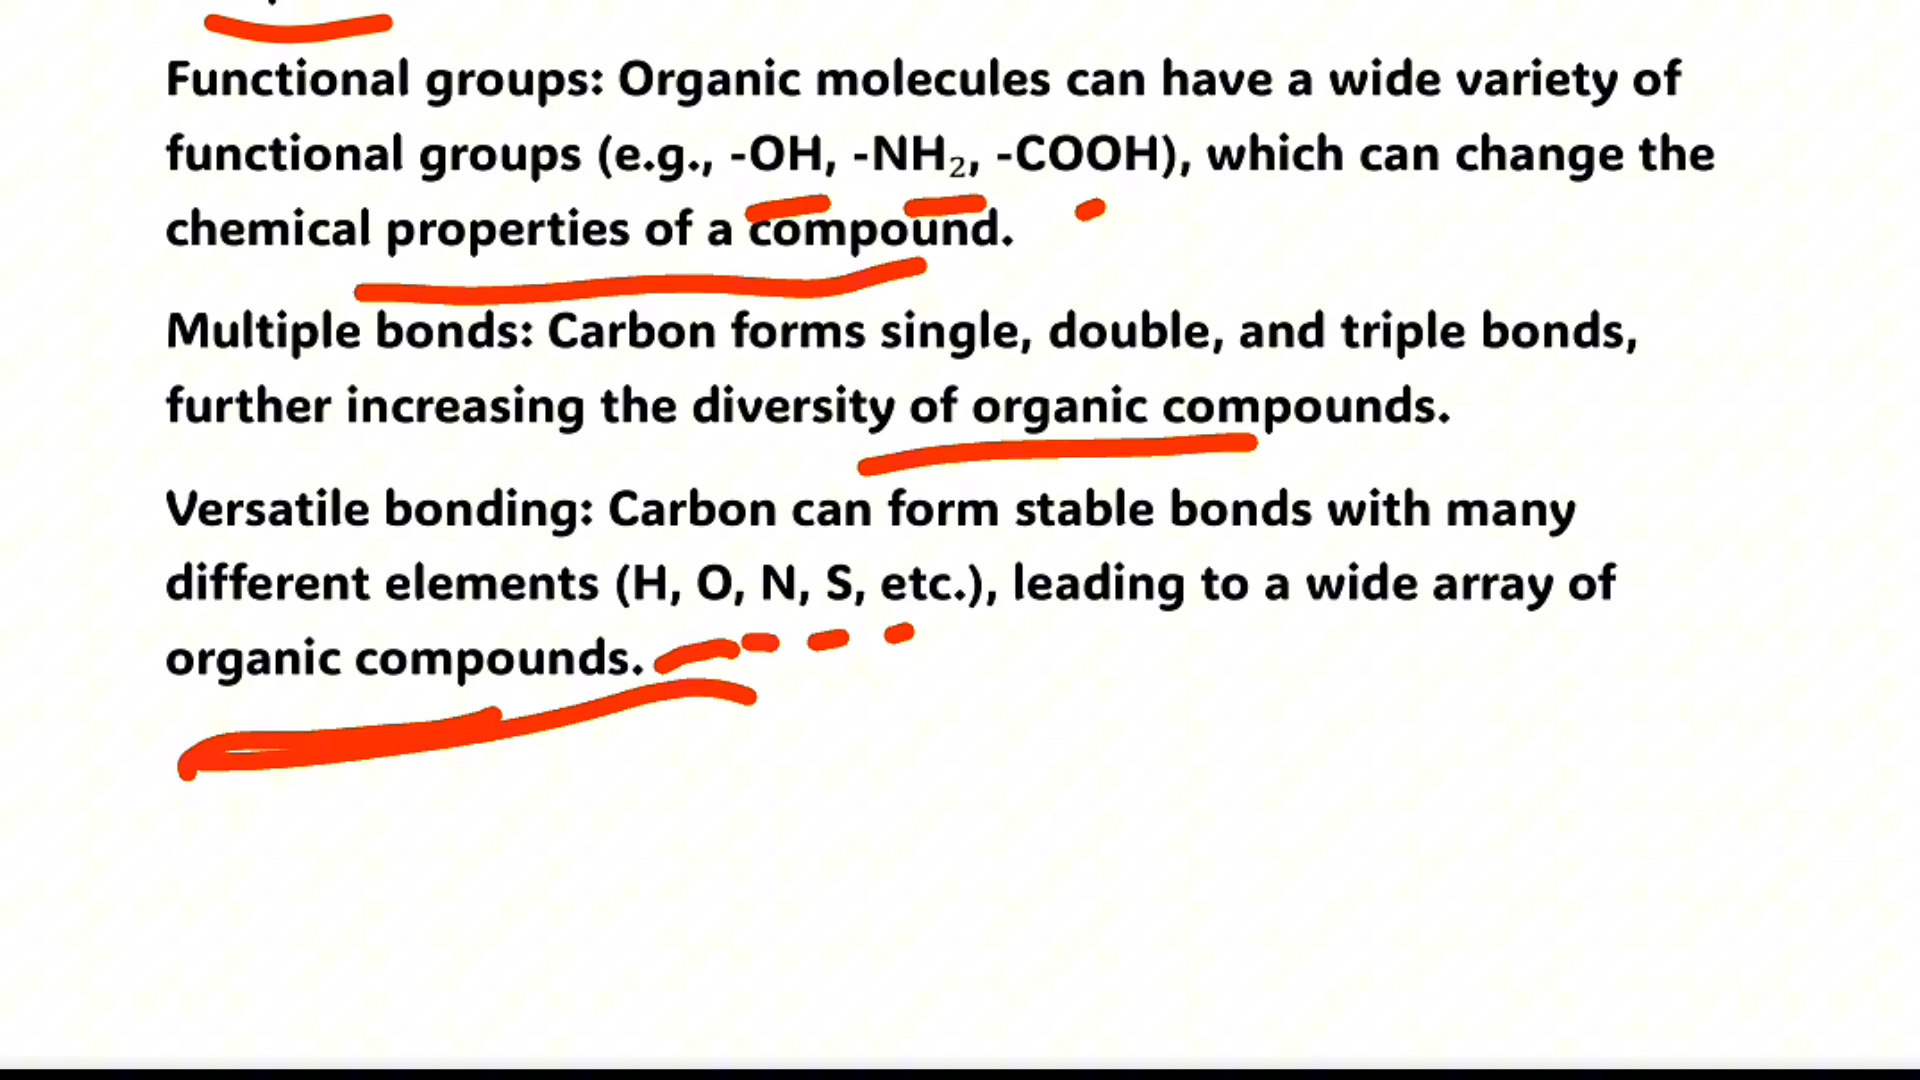 Functional groups: Organic molecules can have a wide variety of
functional groups (e.g., -OH, -NH₂, -COOH), which can change the
chemical properties of a compound.
Multiple bonds: Carbon forms single, double, and triple bonds,
further increasing the diversity of organic compounds.
Versatile bonding: Carbon can form stable bonds with many
different elements (H, O, N, S, etc.), leading to a wide array of
organic compounds.